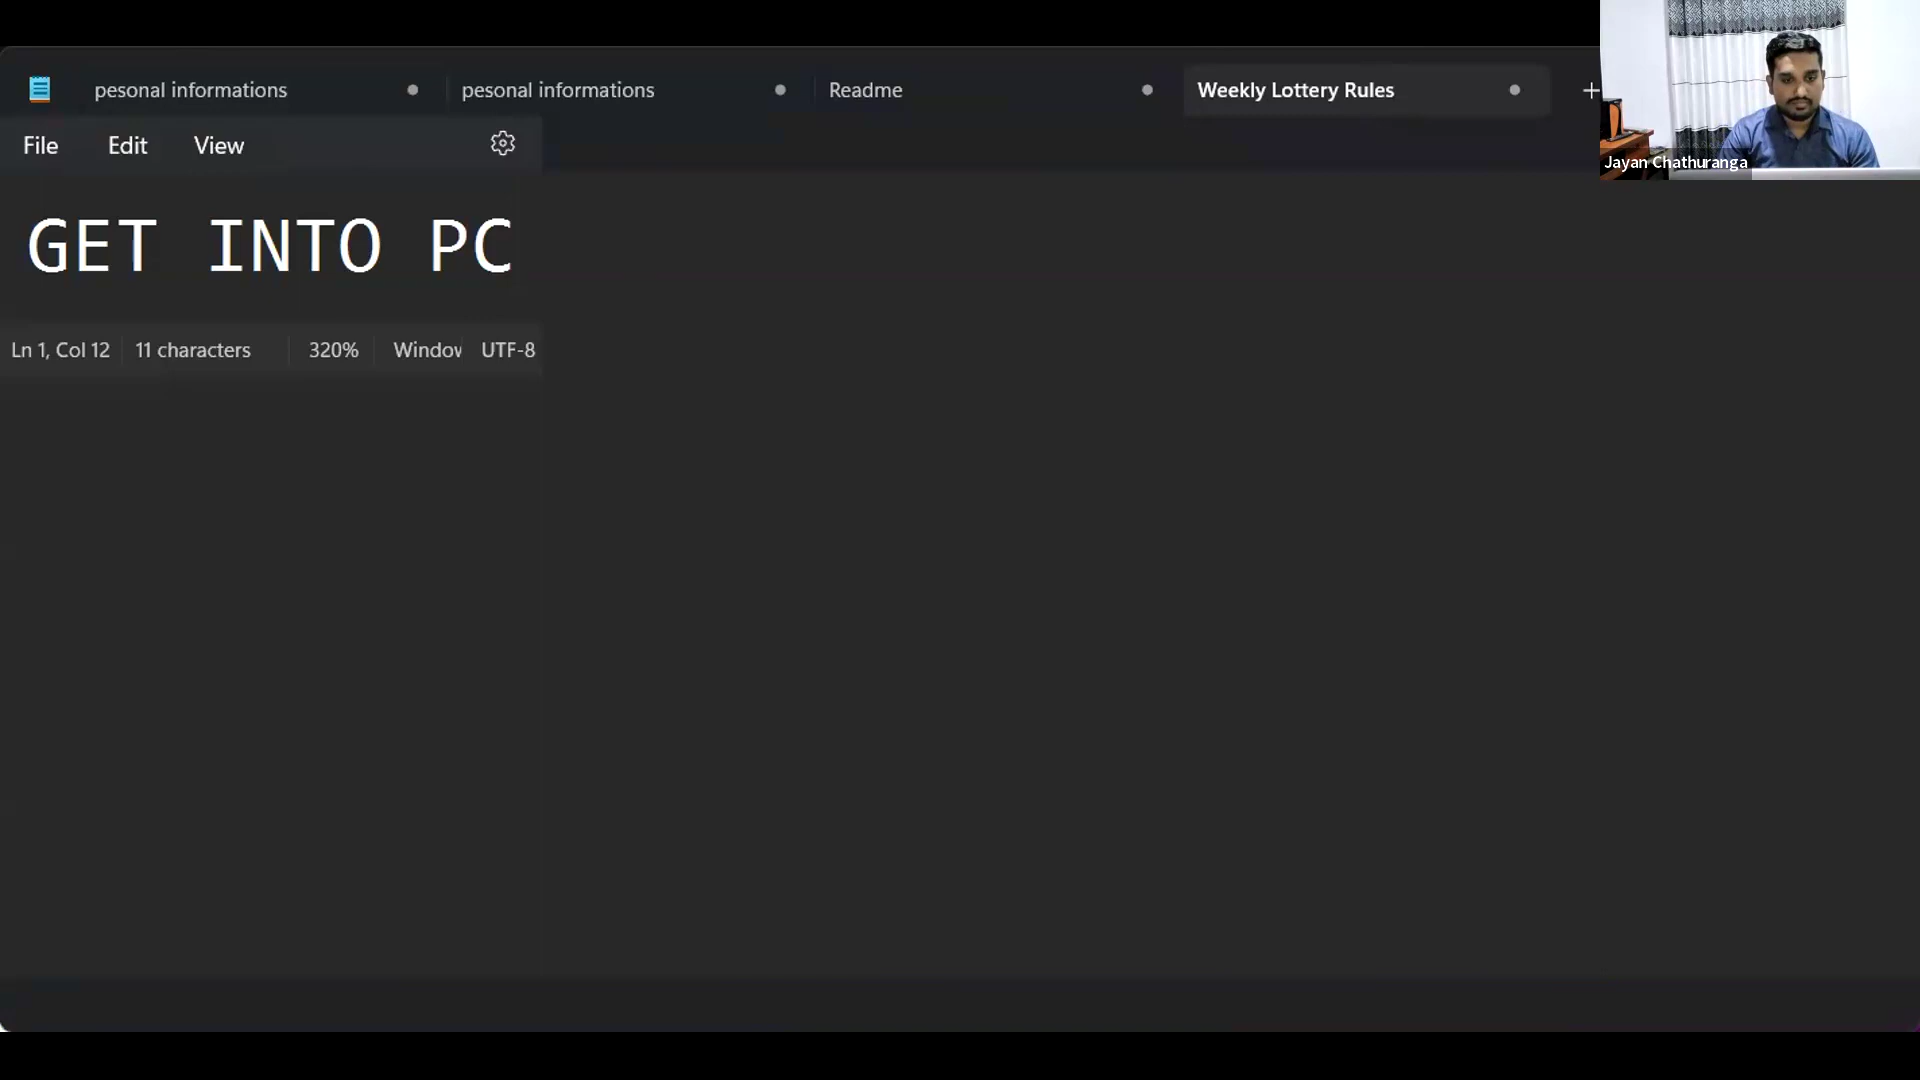 pesonal informations
pesonal informations
Readme
Weekly Lottery Rules
File Edit View
Jayan Chathuranga
GET INTO PC
Ln 1, Col 12 11 characters 320% Window UTF-8